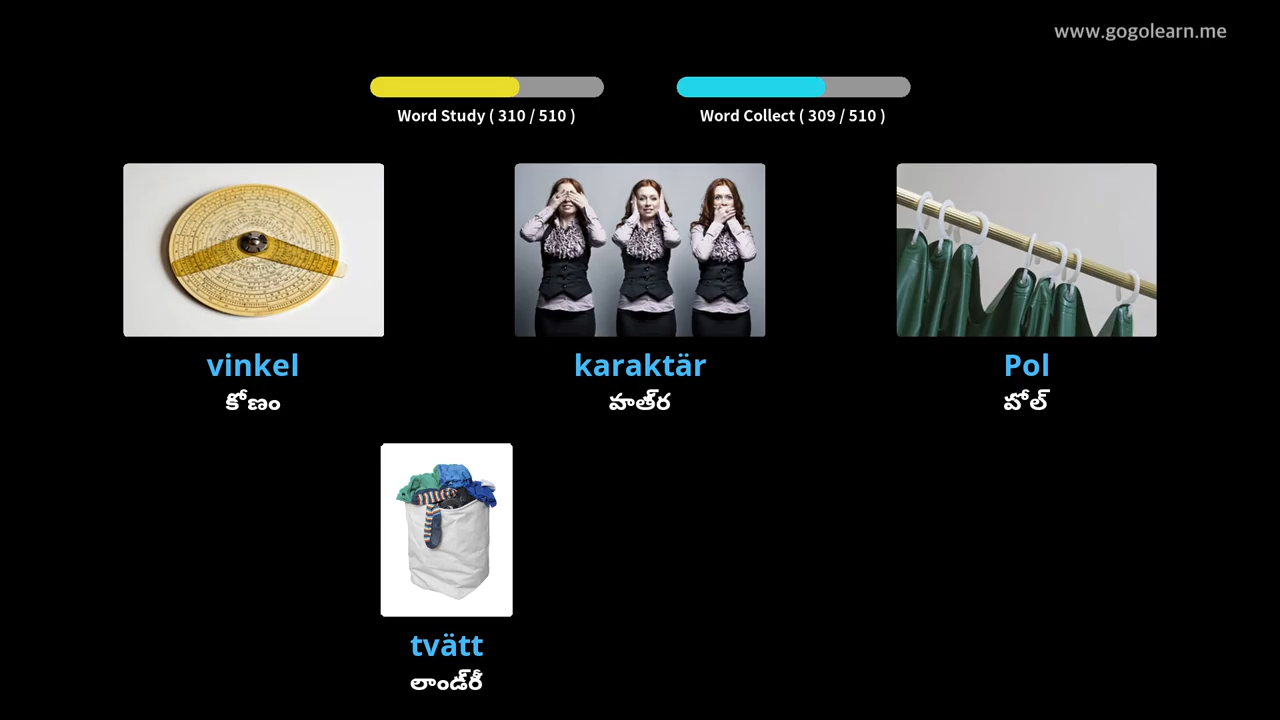 www.gogolearn.me
Word Study ( 310 / 510 )
Word Collect ( 309 / 510 )
vinkel
కోణం
karaktär
పాత్ర
Pol
పోల్
tvätt
లాండ్రీ